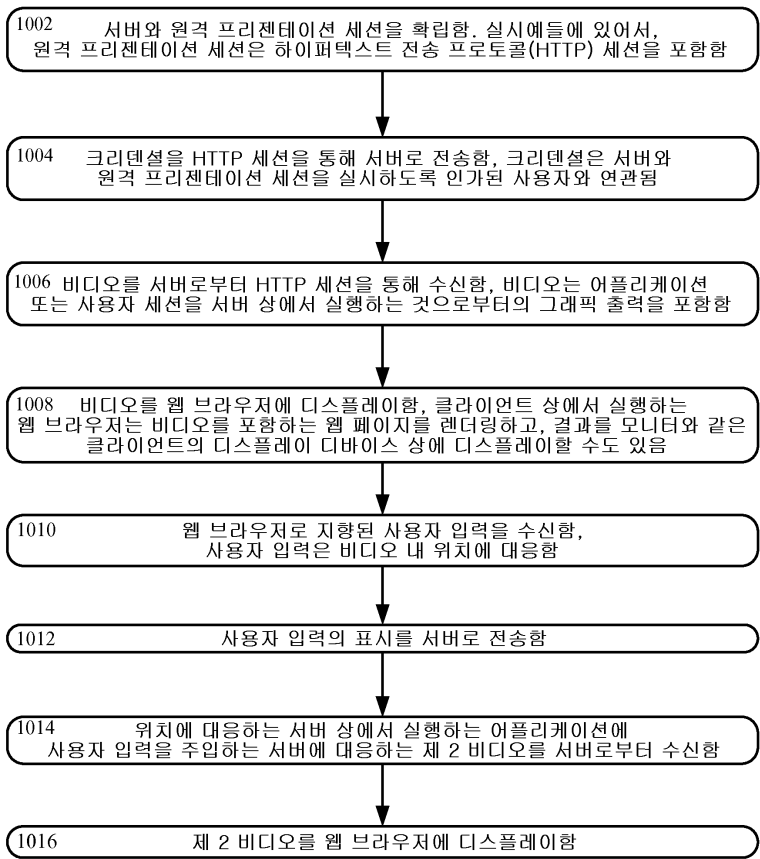 1002 서버와 원격 프리젠테이션 세션을 확립함. 실시예들에 있어서,
원격 프리젠테이션 세션은 하이퍼텍스트 전송 프로토콜(HTTP) 세션을 포함함
1004 크리덴셜을 HTTP 세션을 통해 서버로 전송함, 크리덴셜은 서버와
원격 프리젠테이션 세션을 실시하도록 인가된 사용자와 연관됨
1006 비디오를 서버로부터 HTTP 세션을 통해 수신함, 비디오는 어플리케이션
또는 사용자 세션을 서버 상에서 실행하는 것으로부터의 그래픽 출력을 포함함
1008 비디오를 웹 브라우저에 디스플레이함, 클라이언트 상에서 실행하는
웹 브라우저는 비디오를 포함하는 웹 페이지를 렌더링하고, 결과를 모니터와 같은
클라이언트의 디스플레이 디바이스 상에 디스플레이할 수도 있음
1010 웹 브라우저로 지향된 사용자 입력을 수신함,
사용자 입력은 비디오 내 위치에 대응함
1012 사용자 입력의 표시를 서버로 전송함
1014 위치에 대응하는 서버 상에서 실행하는 어플리케이션에
사용자 입력을 주입하는 서버에 대응하는 제 2 비디오를 서버로부터 수신함
1016 제 2 비디오를 웹 브라우저에 디스플레이함